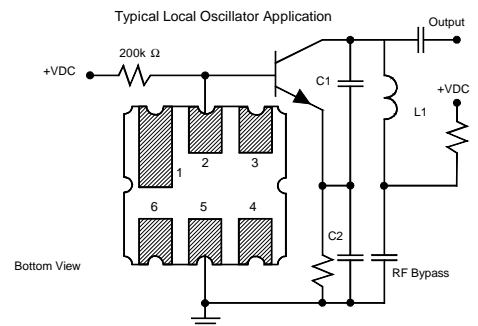 Typical Local Oscillator Application
Output
200k Ω
+VDC
C1
+VDC
L1
2
3
1
6
5
4
C2
Bottom View
RF Bypass